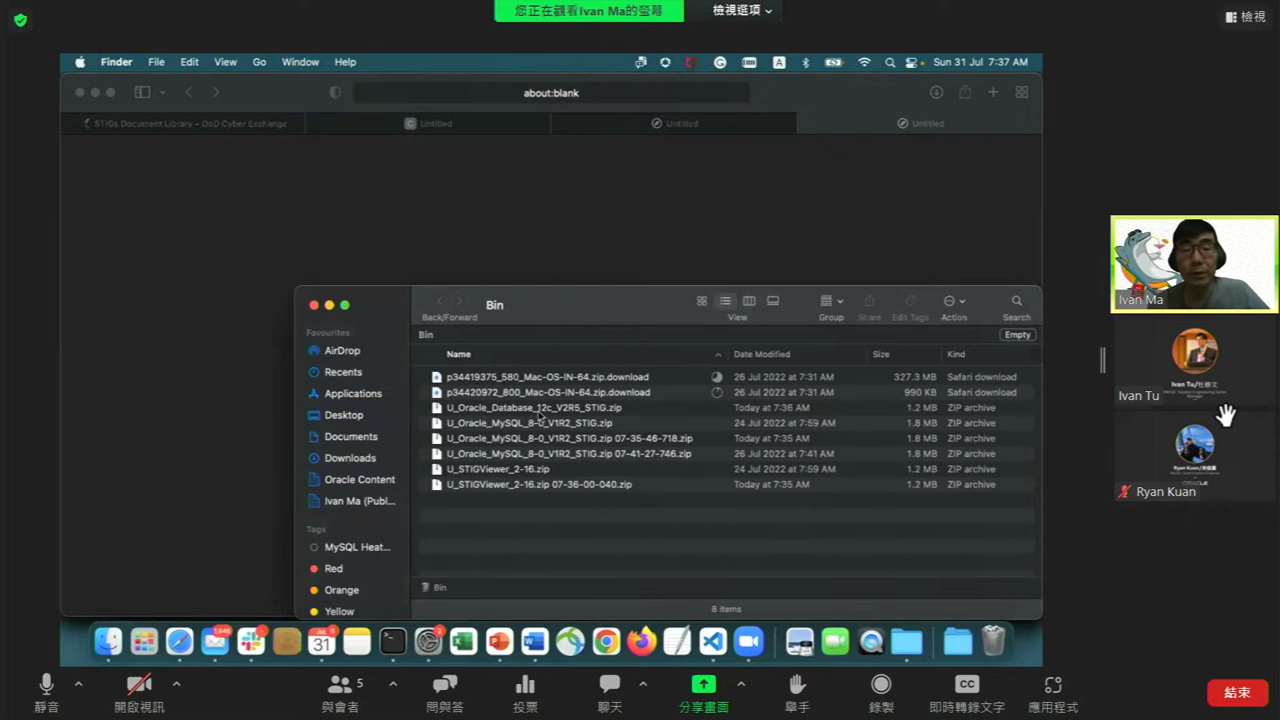 您正在觀看Ivan Ma的螢幕
檢視選項
檢視
Finder File Edit View Go Window Help
A
Sun 31 Jul 7:37 AM
about:blank
STIGs Document Library – DoD Cyber Exchange
C Untitled
Untitled
Untitled
Bin
Back/Forward
View
Group
Share
Edit Tags
Action
Search
Favourites
AirDrop
Recents
Applications
Desktop
Documents
Downloads
Oracle Content
Ivan Ma (Publ...
Tags
MySQL Heat...
Red
Orange
Yellow
Bin
Empty
Name Date Modified Size Kind
p34419375_580_Mac-OS-IN-64.zip.download 26 Jul 2022 at 7:31 AM 327.3 MB Safari download
p34420972_800_Mac-OS-IN-64.zip.download 26 Jul 2022 at 7:31 AM 990 KB Safari download
U_Oracle_Database_12c_V2R5_STIG.zip Today at 7:36 AM 1.2 MB ZIP archive
U_Oracle_MySQL_8-0_V1R2_STIG.zip 24 Jul 2022 at 7:59 AM 1.8 MB ZIP archive
U_Oracle_MySQL_8-0_V1R2_STIG.zip 07-35-46-718.zip Today at 7:35 AM 1.8 MB ZIP archive
U_Oracle_MySQL_8-0_V1R2_STIG.zip 07-41-27-746.zip 26 Jul 2022 at 7:41 AM 1.8 MB ZIP archive
U_STIGViewer_2-16.zip 24 Jul 2022 at 7:59 AM 1.2 MB ZIP archive
U_STIGViewer_2-16.zip 07-36-00-040.zip Today at 7:35 AM 1.2 MB ZIP archive
Bin
8 items
JUL
31
Ivan Ma
Ivan Tu/杜修文
Ivan Tu
Ryan Kuan
ORACLE
Ryan Kuan
靜音
開啟視訊
5
與會者
問與答
投票
聊天
分享畫面
舉手
錄製
CC
即時轉錄文字
應用程式
結束